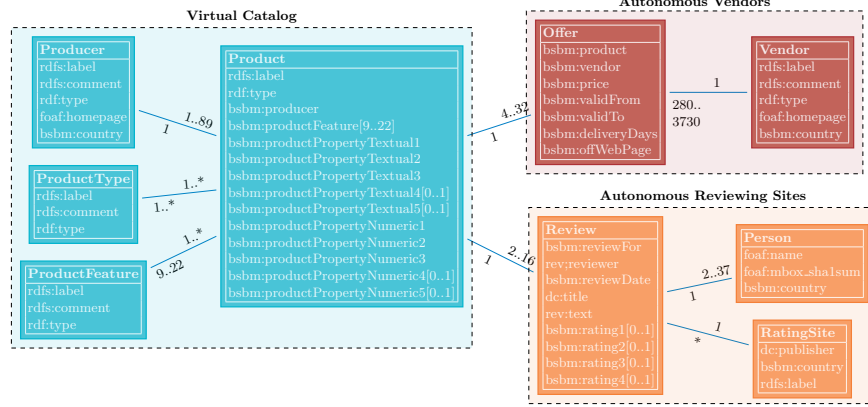 Virtual Catalog
Producer
rdfs:label
rdfs:comment
rdf:type
foaf:homepage
bsbm:country
1..89
1
ProductType
rdfs:label
rdfs:comment
rdf:type
1..*
1..*
ProductFeature
rdfs:label
rdfs:comment
rdf:type
1..*
9..22
Product
rdfs:label
rdf:type
bsbm:producer
bsbm:productFeature[9..22]
bsbm:productPropertyTextual1
bsbm:productPropertyTextual2
bsbm:productPropertyTextual3
bsbm:productPropertyTextual4[0..1]
bsbm:productPropertyTextual5[0..1]
bsbm:productPropertyNumeric1
bsbm:productPropertyNumeric2
bsbm:productPropertyNumeric3
bsbm:productPropertyNumeric4[0..1]
bsbm:productPropertyNumeric5[0..1]
4..32
1
2..16
1
Autonomous Vendors
Offer
bsbm:product
bsbm:vendor
bsbm:price
bsbm:validFrom
bsbm:validTo
bsbm:deliveryDays
bsbm:offWebPage
1
280..
3730
Vendor
rdfs:label
rdfs:comment
rdf:type
foaf:homepage
bsbm:country
Autonomous Reviewing Sites
Review
bsbm:reviewFor
rev;reviewer
bsbm:reviewDate
dc:title
rev:text
bsbm:rating1[0..1]
bsbm:rating2[0..1]
bsbm:rating3[0..1]
bsbm:rating4[0..1]
2..37
1
1
*
Person
foaf:name
foaf:mbox_sha1sum
bsbm:country
RatingSite
dc:publisher
bsbm:country
rdfs:label